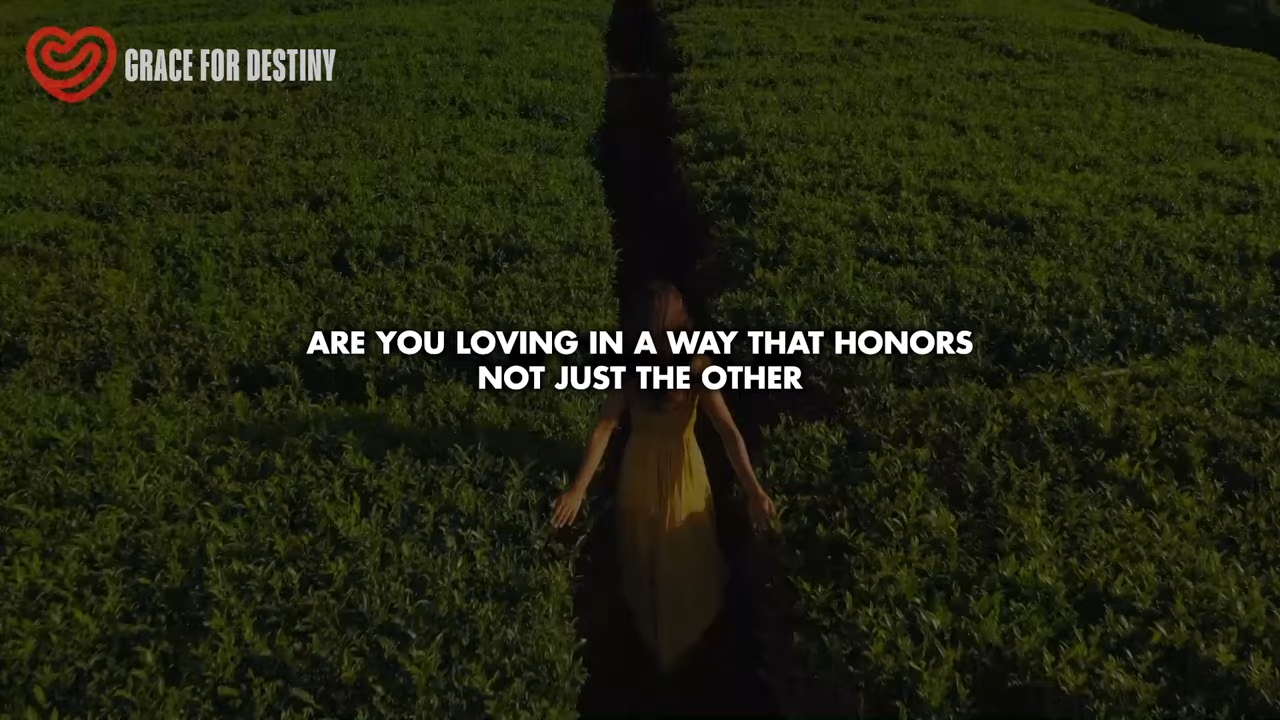 GRACE FOR DESTINY
ARE YOU LOVING IN A WAY THAT HONORS
NOT JUST THE OTHER